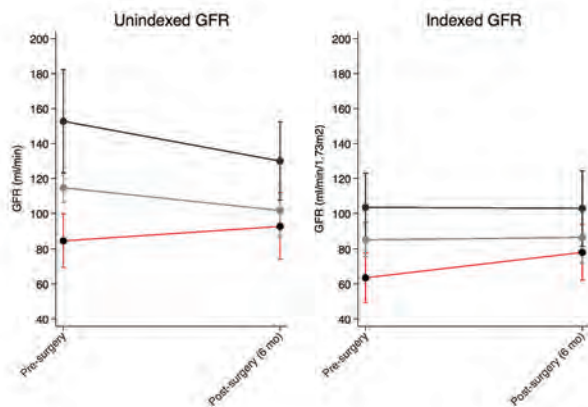 Unindexed GFR
GFR (ml/min)
200
180
160
140
120
100
80
60
40
Pre-surgery
Post-surgery (6 mo)
Indexed GFR
GFR (ml/min/1,73m2)
200
180
160
140
120
100
80
60
40
Pre-surgery
Post-surgery (6 mo)